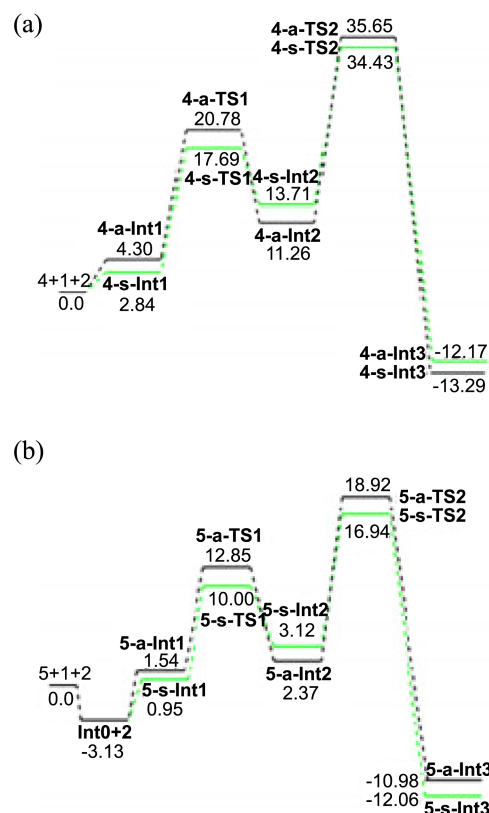 (a)
4-a-TS2 35.65
4-s-TS2 34.43
4-a-TS1
20.78
17.69
4-s-TS1
4-s-Int2
13.71
4-a-Int2
11.26
4-a-Int1
4.30
4+1+2
0.0
4-s-Int1
2.84
4-a-Int3 -12.17
4-s-Int3 -13.29
(b)
18.92
5-a-TS2
5-s-TS2
16.94
5-a-TS1
12.85
10.00
5-s-TS1
5-s-Int2
3.12
5-a-Int2
2.37
5-a-Int1
1.54
5+1+2
0.0
5-s-Int1
0.95
Int0+2
-3.13
-10.98 5-a-Int3
-12.06 5-s-Int3